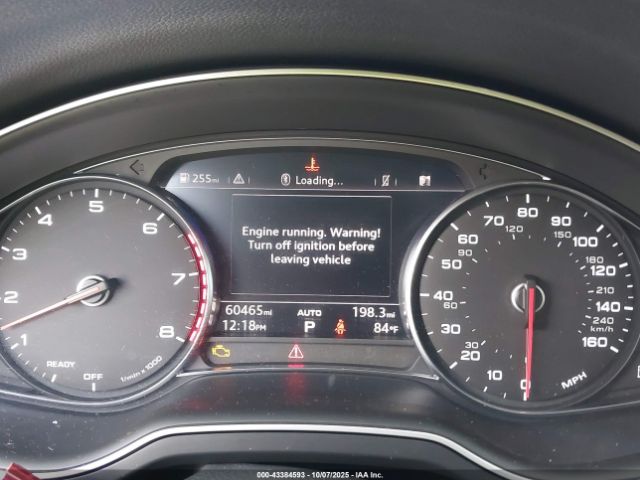 255mi
Loading...
Engine running. Warning!
Turn off ignition before
leaving vehicle
60465mi AUTO 198.3mi
12:18PM P 84°F
1 2 3 4 5 6 7 8
READY OFF 1/min x 1000
0 10 20 30 40 50 60 70 80 90 100 120 140 160
60 120 150 180 210 240
km/h
MPH
000-43384593 - 10/07/2025 - IAA Inc.